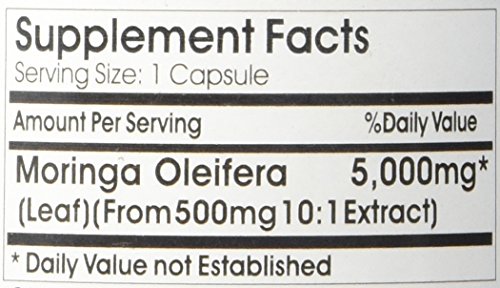 Supplement Facts
Serving Size: 1 Capsule
Amount Per Serving %Daily Value
Moringa Oleifera 5,000mg*
(Leaf)(From 500mg 10:1 Extract)
* Daily Value not Established